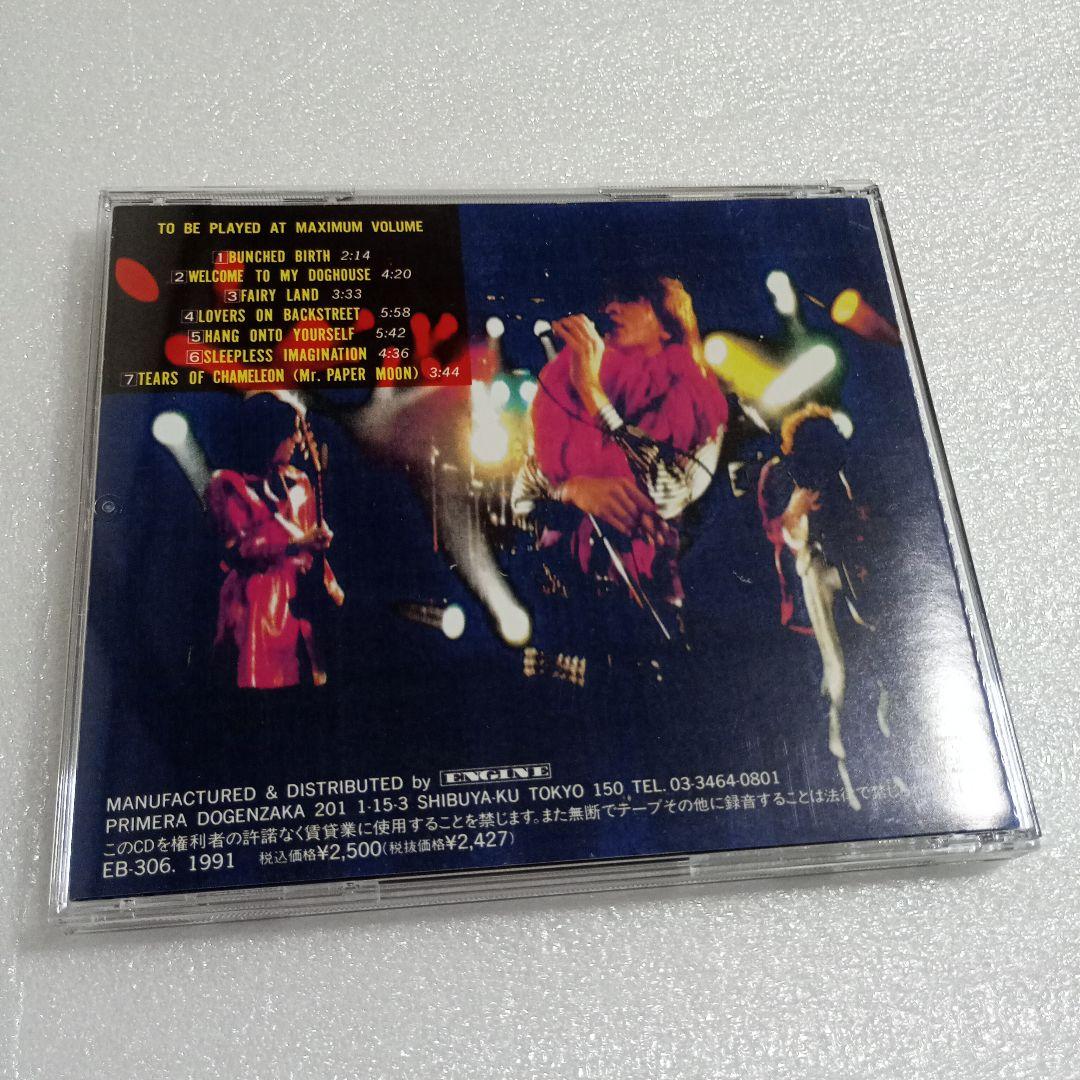 TO BE PLAYED AT MAXIMUM VOLUME
1 BUNCHED BIRTH 2:14
2 WELCOME TO MY DOGHOUSE 4:20
3 FAIRY LAND 3:33
4 LOVERS ON BACKSTREET 5:58
5 HANG ONTO YOURSELF 5:42
6 SLEEPLESS IMAGINATION 4:36
7 TEARS OF CHAMELEON (Mr. PAPER MOON) 3:44
MANUFACTURED & DISTRIBUTED by ENGINE
PRIMERA DOGENZAKA 201 1-15-3 SHIBUYA-KU TOKYO 150 TEL. 03-3464-0801
このCDを権利者の許諾なく賃貸業に使用することを禁じます。また無断でテープその他に録音することは法律で禁じ
EB-306. 1991 税込価格¥2,500(税抜価格¥2,427)